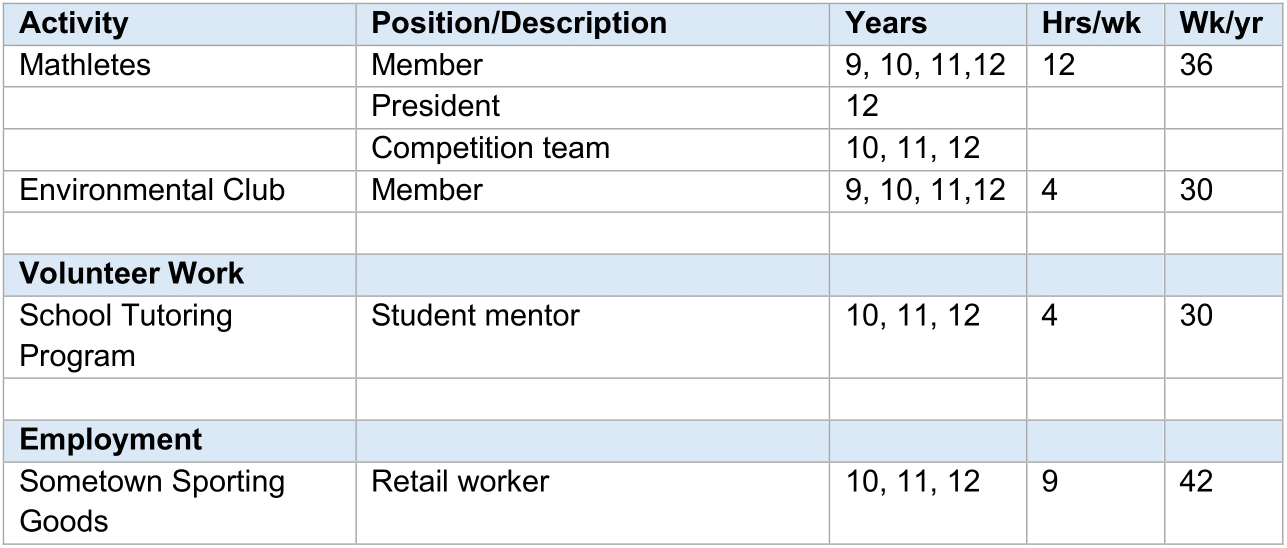 Activity Position/Description Years Hrs/wk Wk/yr
Mathletes Member 9, 10, 11,12 12 36
President 12
Competition team 10, 11, 12
Environmental Club Member 9, 10, 11,12 4 30
Volunteer Work
School Tutoring Student mentor 10, 11, 12 4 30
Program
Employment
Sometown Sporting Retail worker 10, 11, 12 9 42
Goods